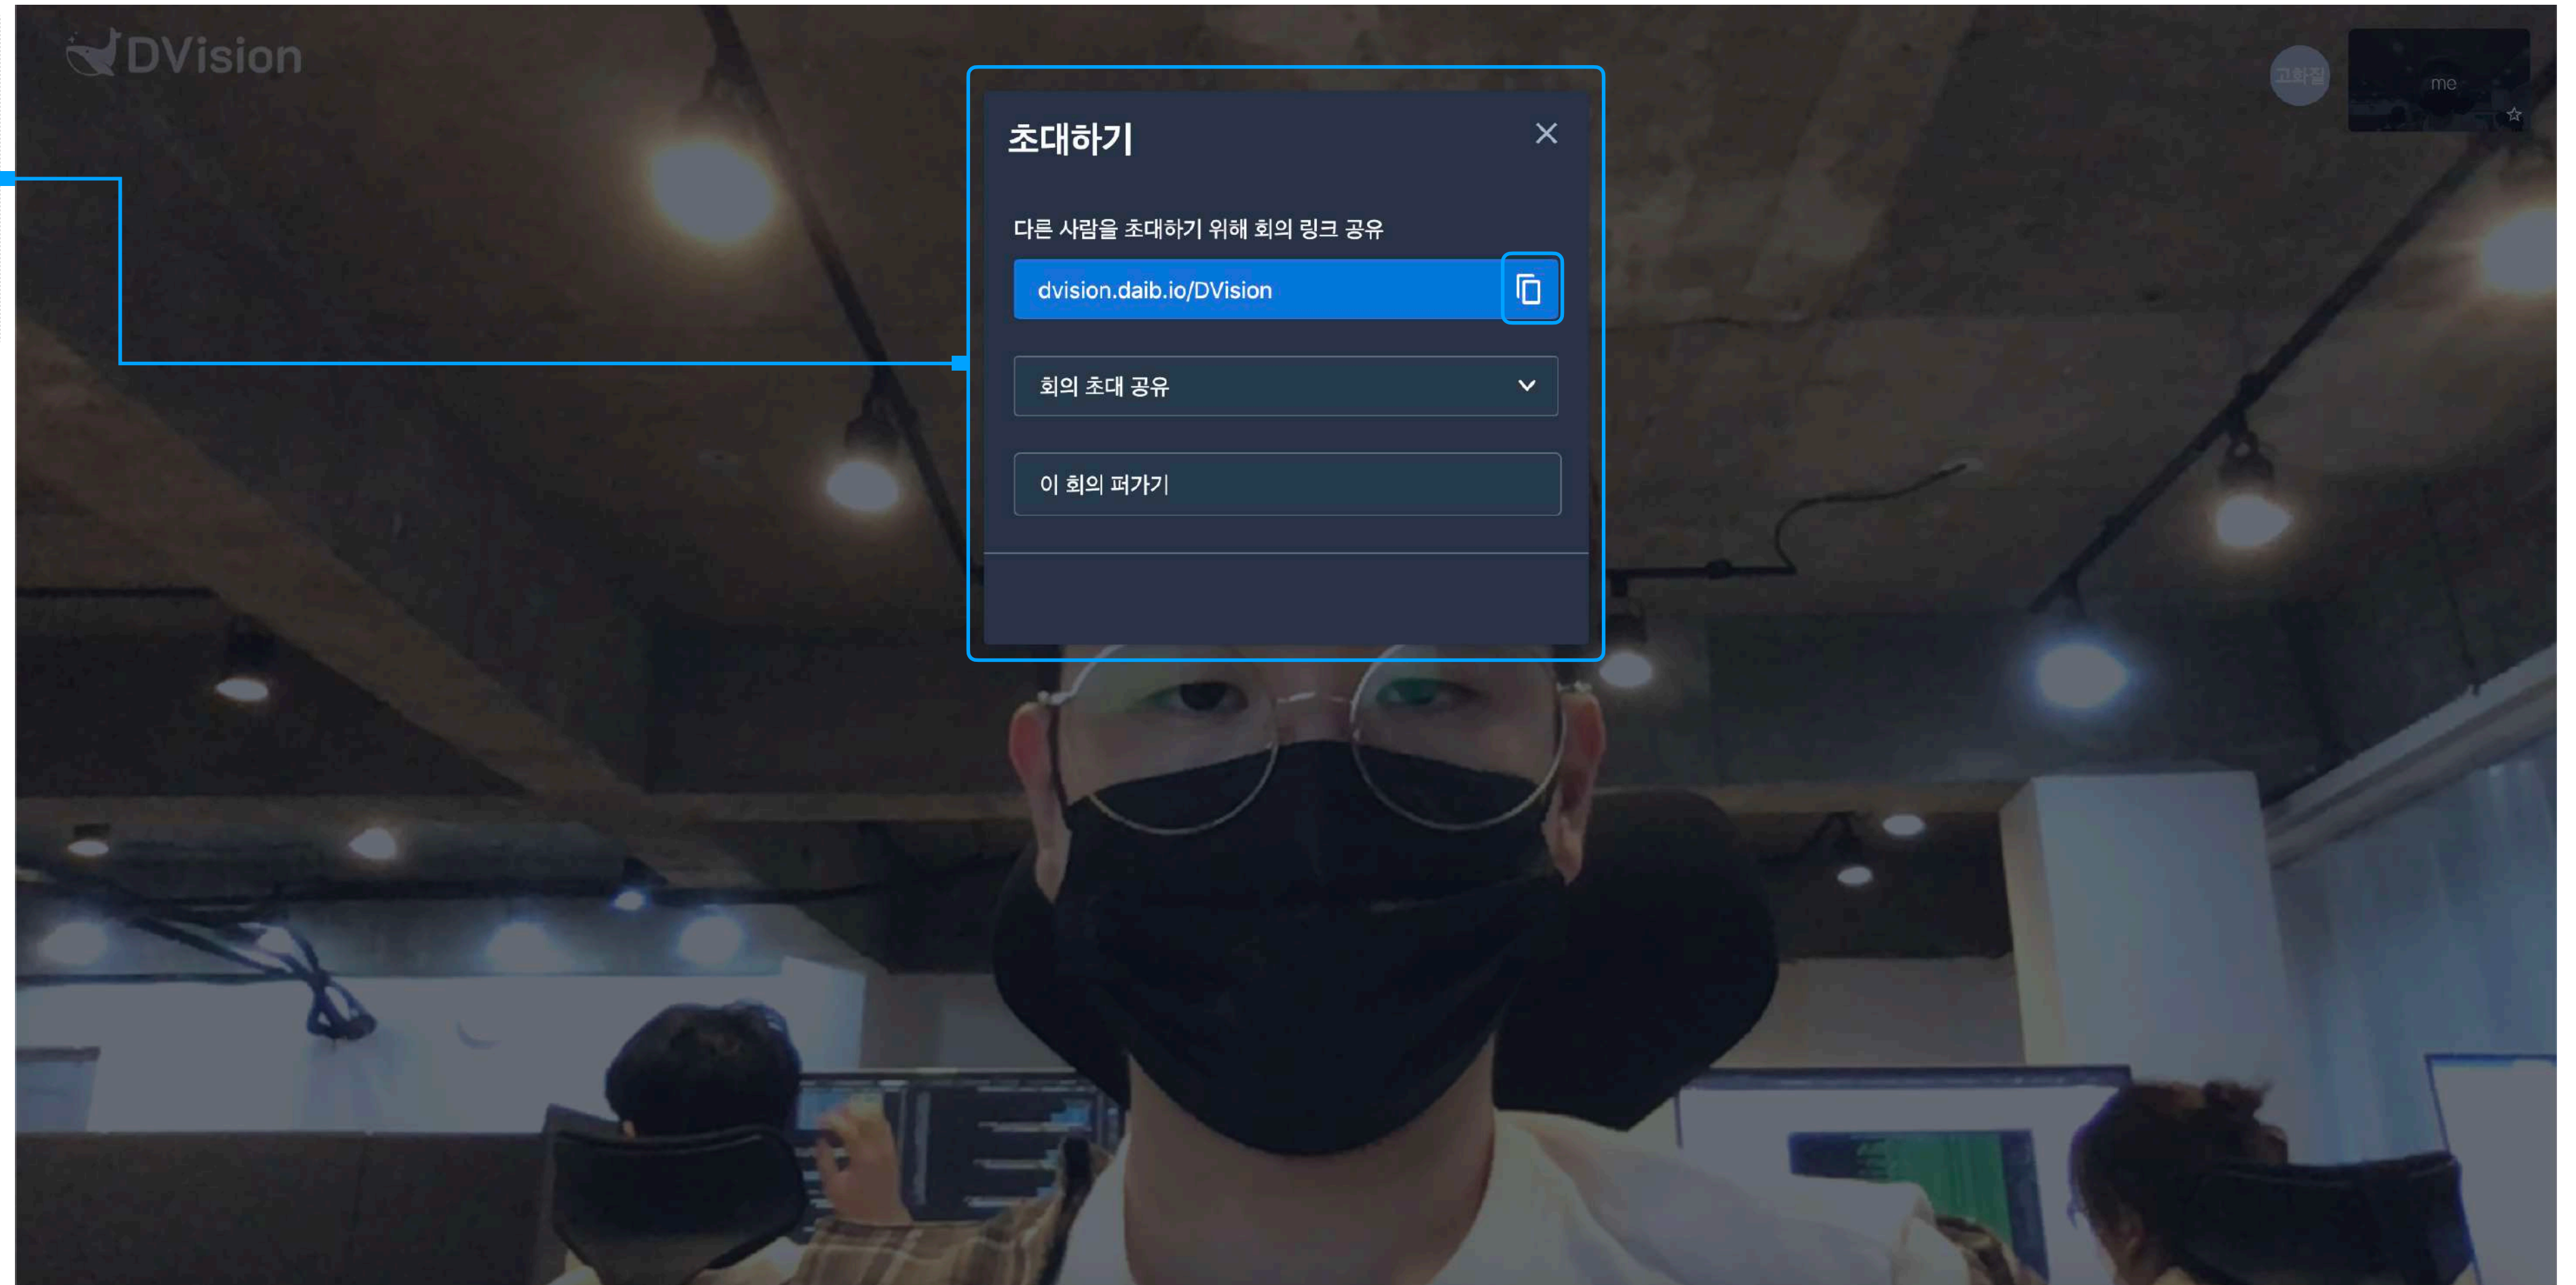 DVision
고화질
me
초대하기
다른 사람을 초대하기 위해 회의 링크 공유
dvision.daib.io/DVision
회의 초대 공유
이 회의 퍼가기